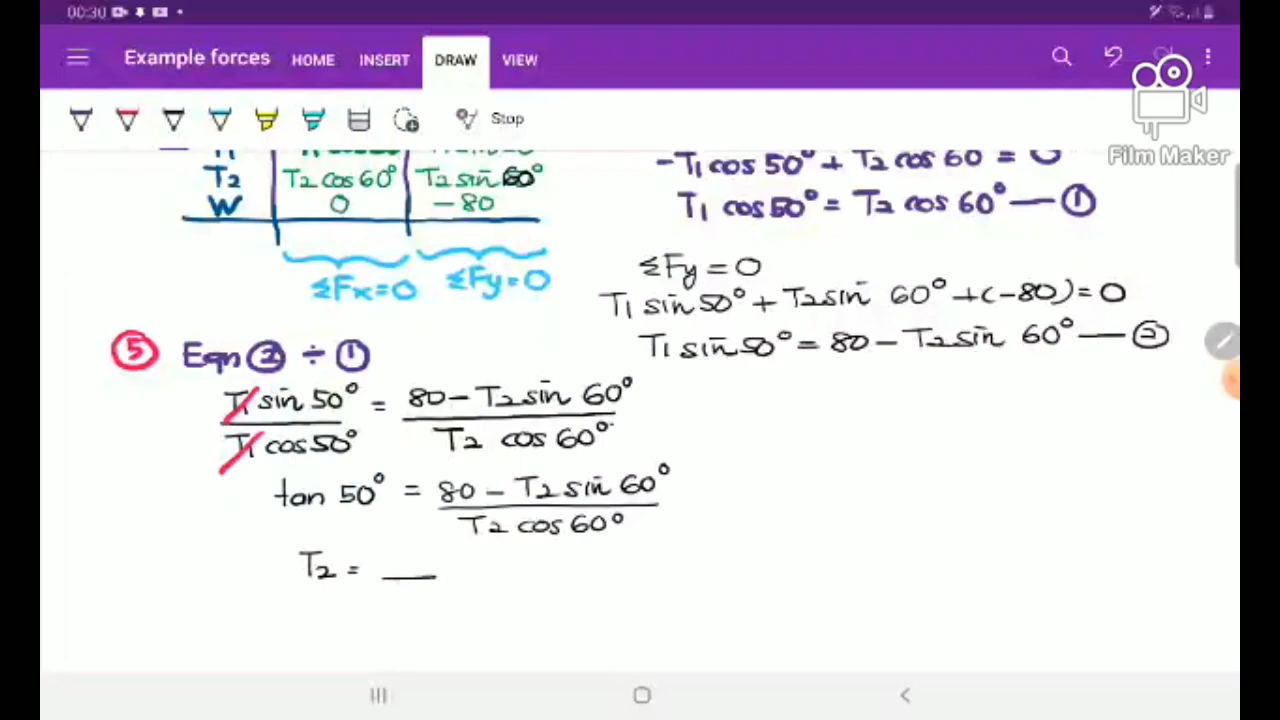 00:30
Example forces HOME INSERT DRAW VIEW
Stop
Film Maker
T2 T2 cos 60° T2 sin 60°
W 0 - 80
ΣFx=0 ΣFy=0
-T1 cos 50° + T2 cos 60 = 0
T1 cos 50° = T2 cos 60° — ①
ΣFy = 0
T1 sin 50° + T2 sin 60° + (-80) = 0
T1 sin 50° = 80 - T2 sin 60° — ②
⑤ Eqn ② ÷ ①
T1 sin 50° = 80 - T2 sin 60°
T1 cos 50° T2 cos 60°
tan 50° = 80 - T2 sin 60°
T2 cos 60°
T2 = __